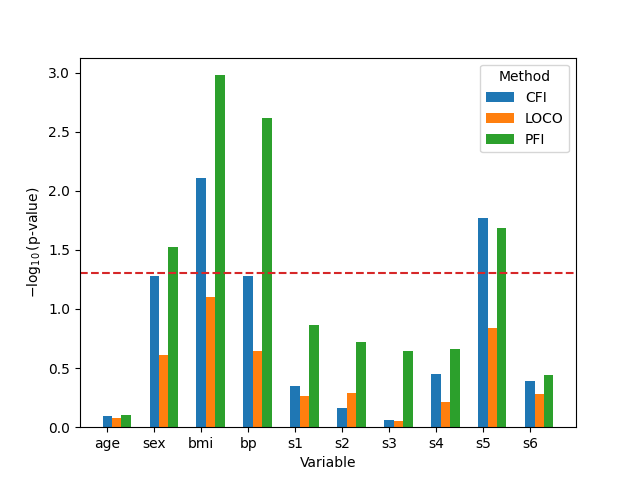 3.0
2.5
2.0
1.5
1.0
0.5
0.0
−log₁₀(p-value)
Method
CFI
LOCO
PFI
age sex bmi bp s1 s2 s3 s4 s5 s6
Variable